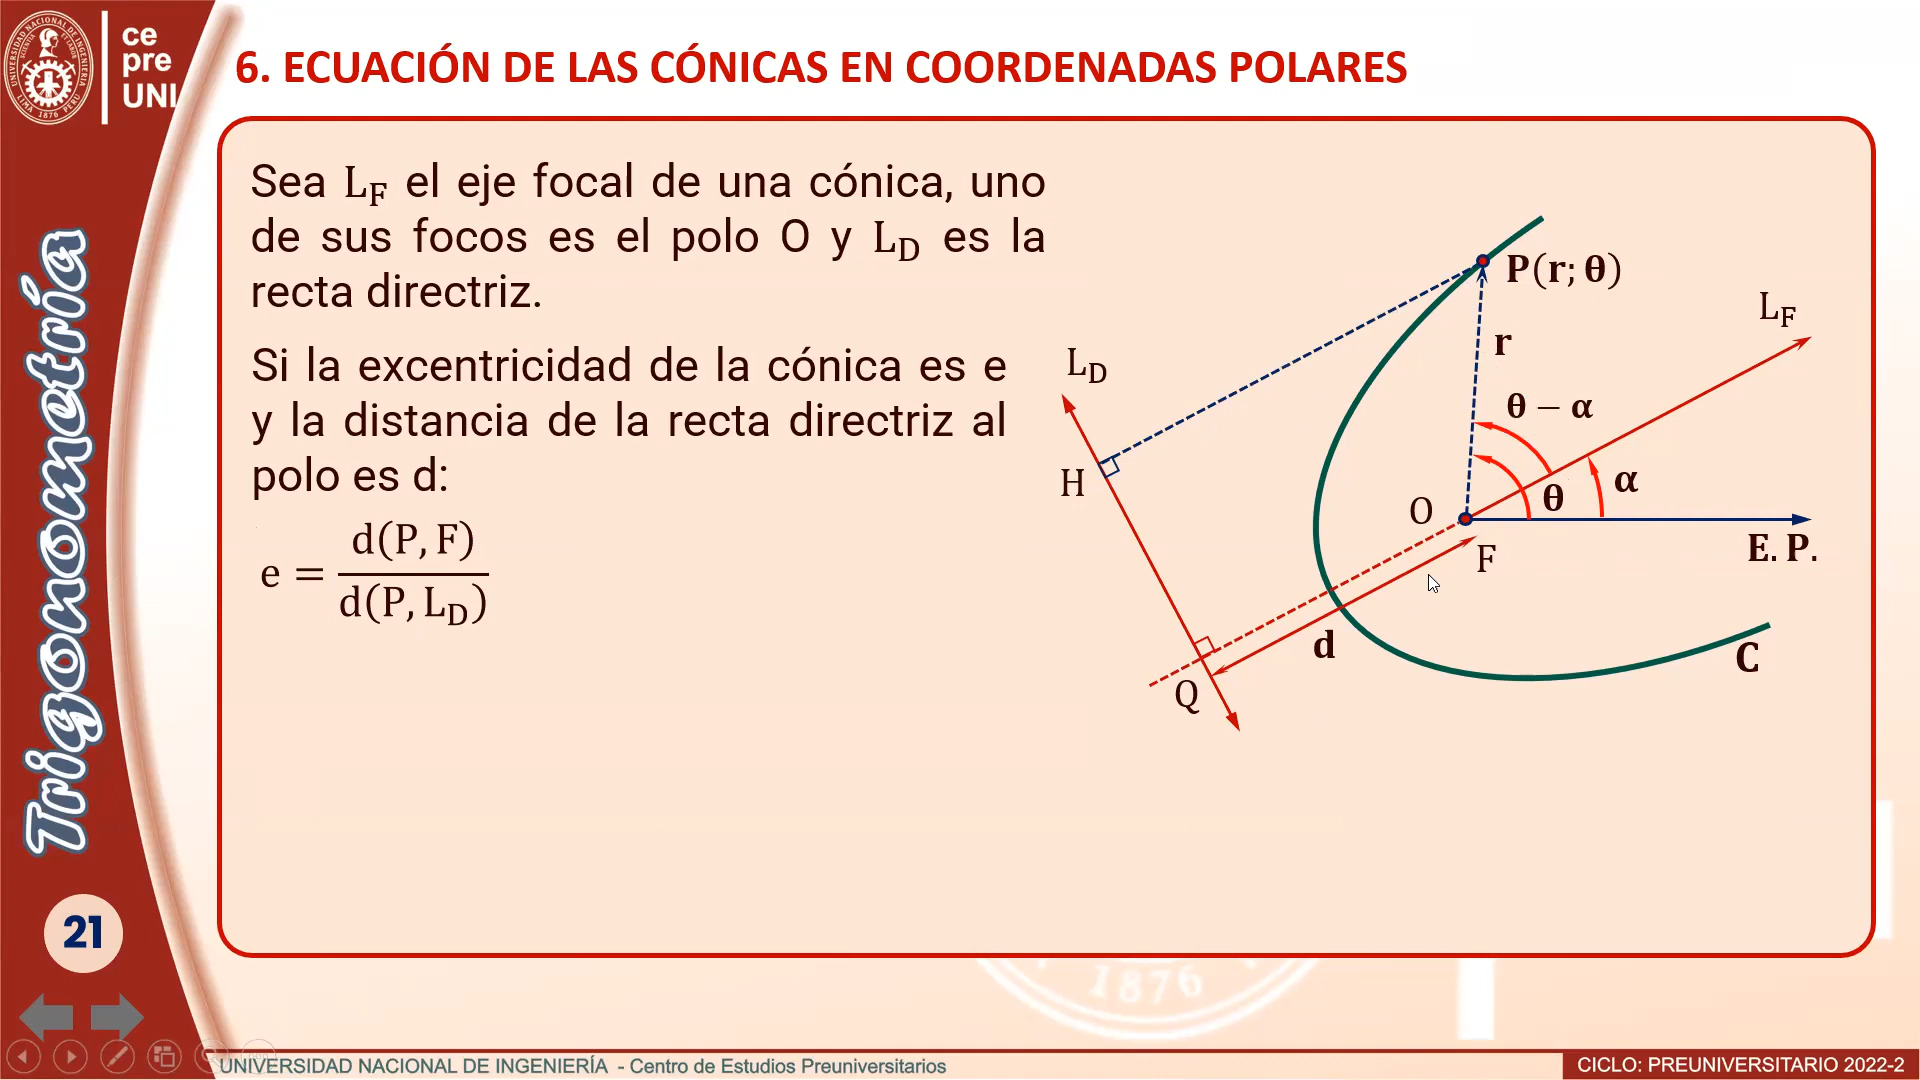 ce
pre
UNI
6. ECUACIÓN DE LAS CÓNICAS EN COORDENADAS POLARES
Sea L_F el eje focal de una cónica, uno
de sus focos es el polo O y L_D es la
recta directriz.
Si la excentricidad de la cónica es e
y la distancia de la recta directriz al
polo es d:
e = d(P, F) / d(P, L_D)
P(r; θ)
L_F
r
L_D
θ − α
H
α
θ
O
F
E. P.
d
C
Q
Trigonometría
21
1876
UNIVERSIDAD NACIONAL DE INGENIERÍA - Centro de Estudios Preuniversitarios
CICLO: PREUNIVERSITARIO 2022-2